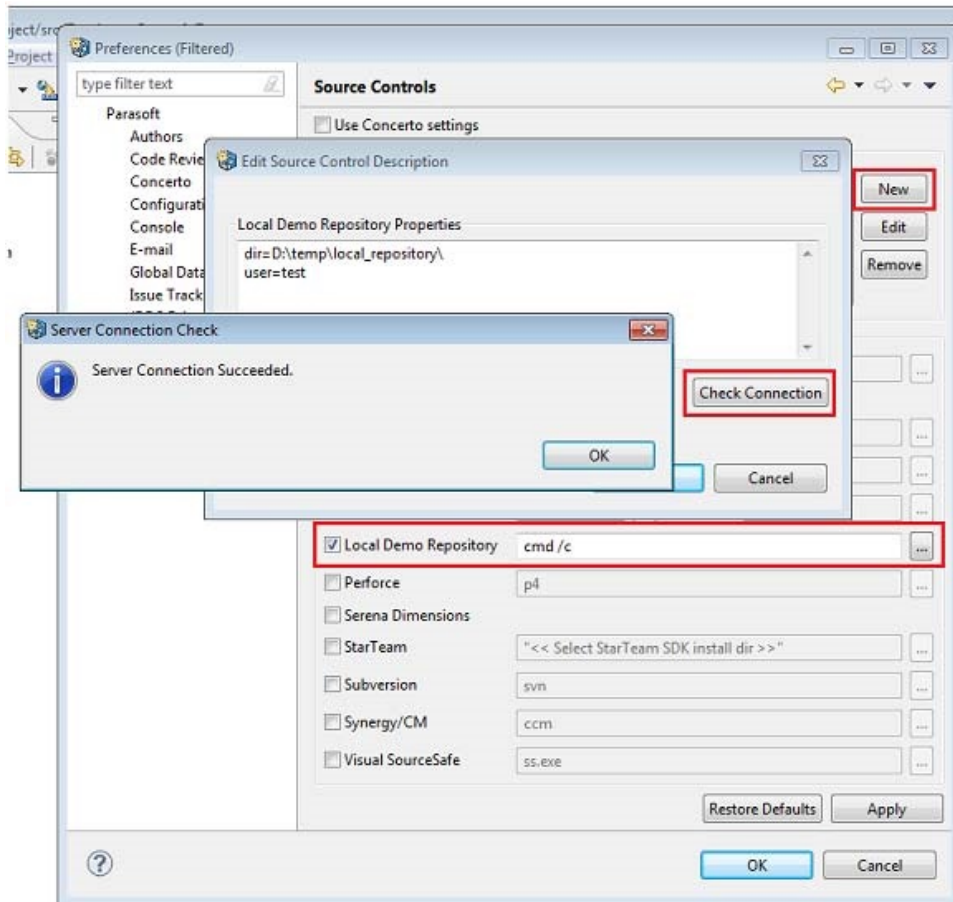 ject/src
Project
Preferences (Filtered)
type filter text
Source Controls
Parasoft
Use Concerto settings
Authors
Code Revie
Edit Source Control Description
Concerto
New
Configurati
Console
Local Demo Repository Properties
Edit
E-mail
dir=D:\temp\local_repository\
Global Data
user=test
Remove
Issue Track
Server Connection Check
Server Connection Succeeded.
...
Check Connection
...
OK
...
Cancel
...
Local Demo Repository cmd /c ...
Perforce p4 ...
Serena Dimensions
StarTeam "<< Select StarTeam SDK install dir >>" ...
Subversion svn ...
Synergy/CM ccm ...
Visual SourceSafe ss.exe ...
Restore Defaults Apply
? OK Cancel